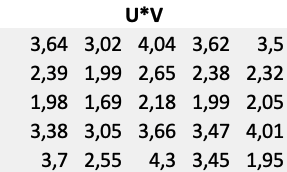 U*V
3,64 3,02 4,04 3,62 3,5
2,39 1,99 2,65 2,38 2,32
1,98 1,69 2,18 1,99 2,05
3,38 3,05 3,66 3,47 4,01
3,7 2,55 4,3 3,45 1,95